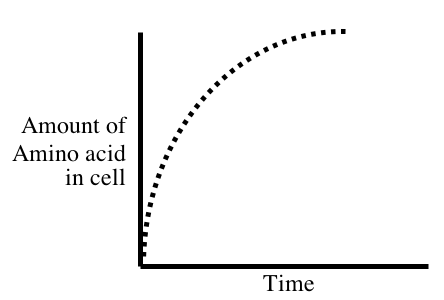 Amount of
Amino acid
in cell
Time